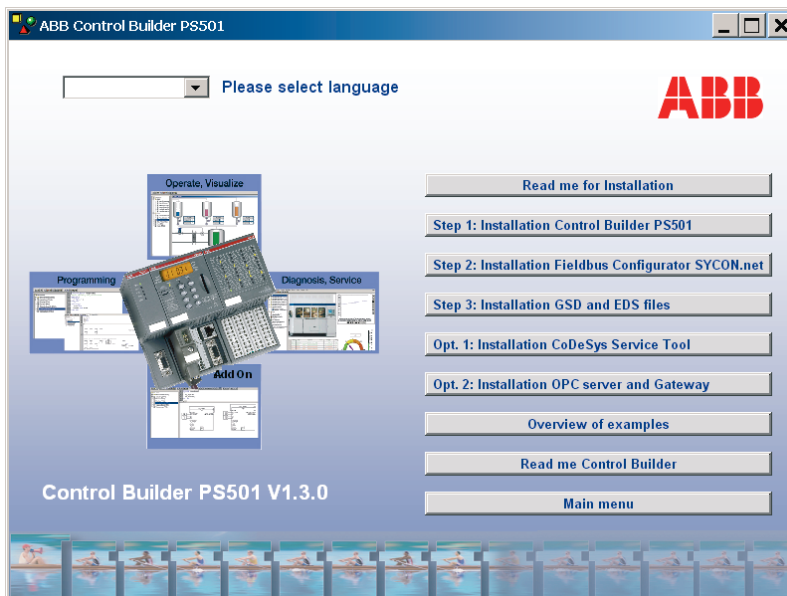 ABB Control Builder PS501
Please select language
ABB
Operate, Visualize
Programming
Diagnosis, Service
Add On
Read me for Installation
Step 1: Installation Control Builder PS501
Step 2: Installation Fieldbus Configurator SYCON.net
Step 3: Installation GSD and EDS files
Opt. 1: Installation CoDeSys Service Tool
Opt. 2: Installation OPC server and Gateway
Overview of examples
Read me Control Builder
Main menu
Control Builder PS501 V1.3.0